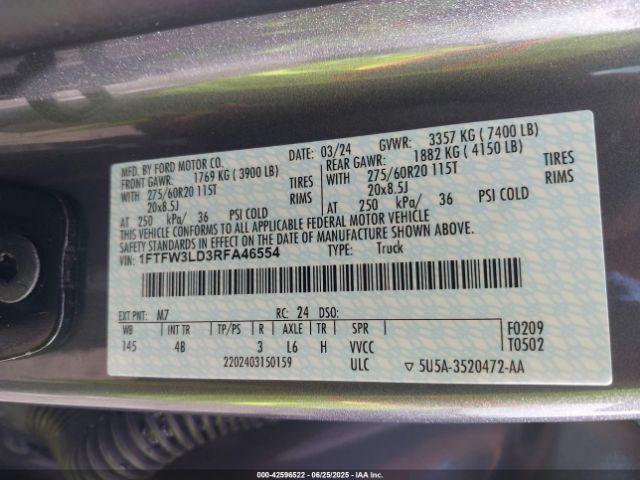 MFD. BY FORD MOTOR CO.
DATE: 03/24 GVWR: 3357 KG ( 7400 LB)
FRONT GAWR: 1769 KG ( 3900 LB) REAR GAWR: 1882 KG ( 4150 LB)
WITH 275/60R20 115T TIRES WITH 275/60R20 115T TIRES
20x8.5J RIMS 20x8.5J RIMS
AT 250 kPa/ 36 PSI COLD AT 250 kPa/ 36 PSI COLD
THIS VEHICLE CONFORMS TO ALL APPLICABLE FEDERAL MOTOR VEHICLE
SAFETY STANDARDS IN EFFECT ON THE DATE OF MANUFACTURE SHOWN ABOVE.
VIN: 1FTFW3LD3RFA46554 TYPE: Truck
EXT PNT: M7 RC: 24 DSO: F0209
WB INT TR TP/PS R AXLE TR SPR T0502
145 4B 3 L6 H VVCC
2202403150159 ULC ▽ 5U5A-3520472-AA
000-42596522 06/25/2025 IAAI.COM